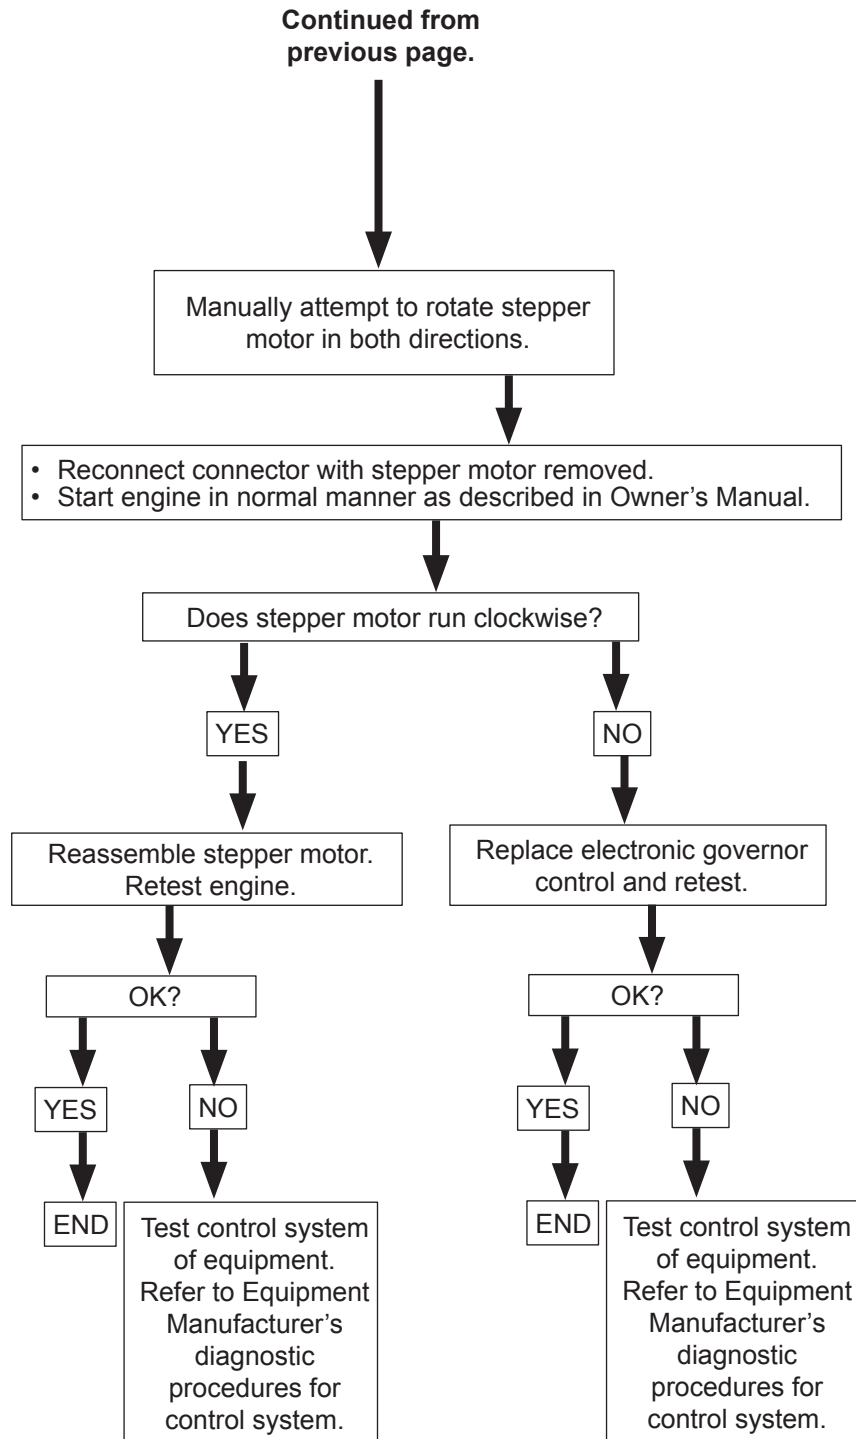 Continued from
previous page.
Manually attempt to rotate stepper
motor in both directions.
• Reconnect connector with stepper motor removed.
• Start engine in normal manner as described in Owner’s Manual.
Does stepper motor run clockwise?
YES
NO
Reassemble stepper motor.
Retest engine.
Replace electronic governor
control and retest.
OK?
OK?
YES
NO
YES
NO
END
Test control system
of equipment.
Refer to Equipment
Manufacturer’s
diagnostic
procedures for
control system.
END
Test control system
of equipment.
Refer to Equipment
Manufacturer’s
diagnostic
procedures for
control system.